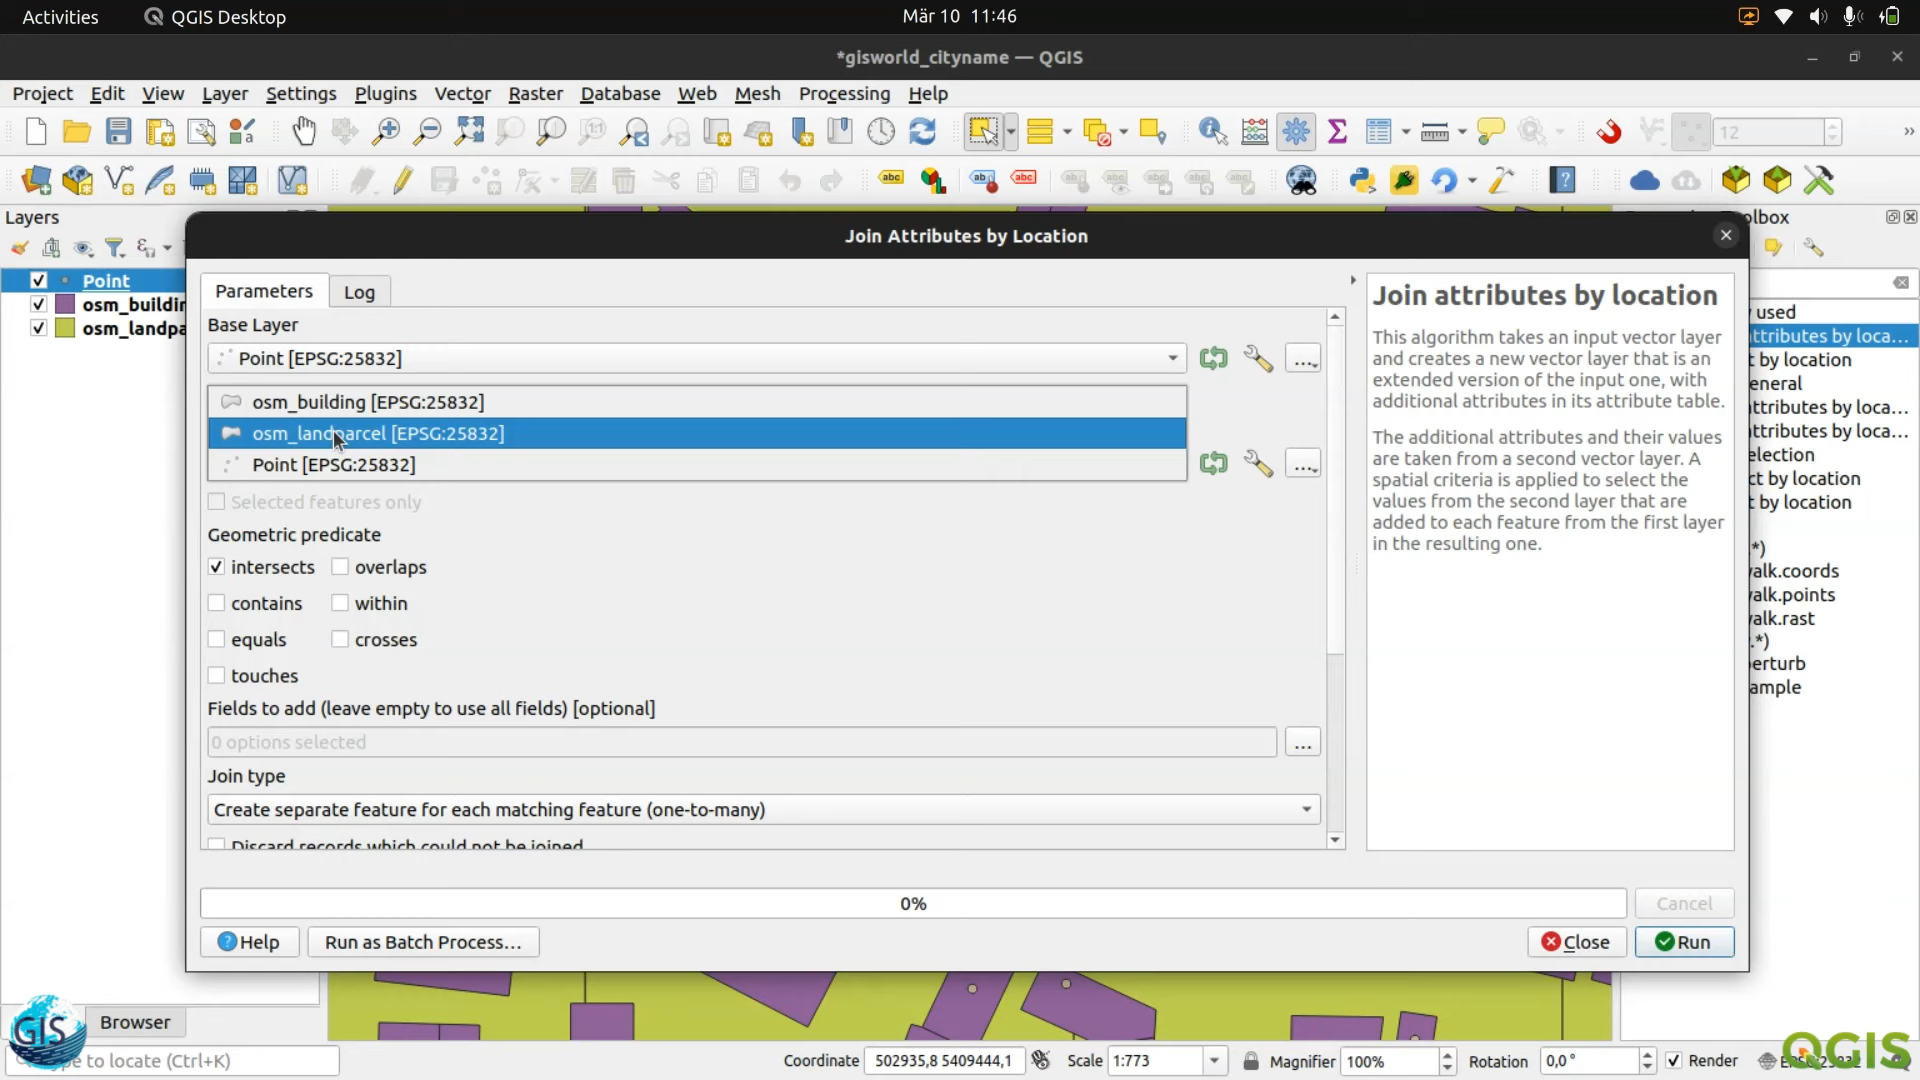 Activities
QGIS Desktop
Mär 10 11:46
*gisworld_cityname — QGIS
Project Edit View Layer Settings Plugins Vector Raster Database Web Mesh Processing Help
12
abc abc abc
Layers
olbox
Join Attributes by Location
Point
osm_buildin
osm_landpa
Parameters
Log
Base Layer
Point [EPSG:25832]
osm_building [EPSG:25832]
osm_landparcel [EPSG:25832]
Point [EPSG:25832]
Selected features only
Geometric predicate
intersects overlaps
contains within
equals crosses
touches
Fields to add (leave empty to use all fields) [optional]
0 options selected
Join type
Create separate feature for each matching feature (one-to-many)
Discard records which could not be joined
Join attributes by location
This algorithm takes an input vector layer
and creates a new vector layer that is an
extended version of the input one, with
additional attributes in its attribute table.
The additional attributes and their values
are taken from a second vector layer. A
spatial criteria is applied to select the
values from the second layer that are
added to each feature from the first layer
in the resulting one.
used
ttributes by loca...
t by location
eneral
ttributes by loca...
ttributes by loca...
election
ct by location
t by location
.*)
alk.coords
alk.points
alk.rast
.*)
erturb
ample
0%
Cancel
Help
Run as Batch Process...
Close
Run
GIS
Browser
e to locate (Ctrl+K)
Coordinate 502935,8 5409444,1
Scale 1:773
Magnifier 100%
Rotation 0,0 °
Render
QGIS